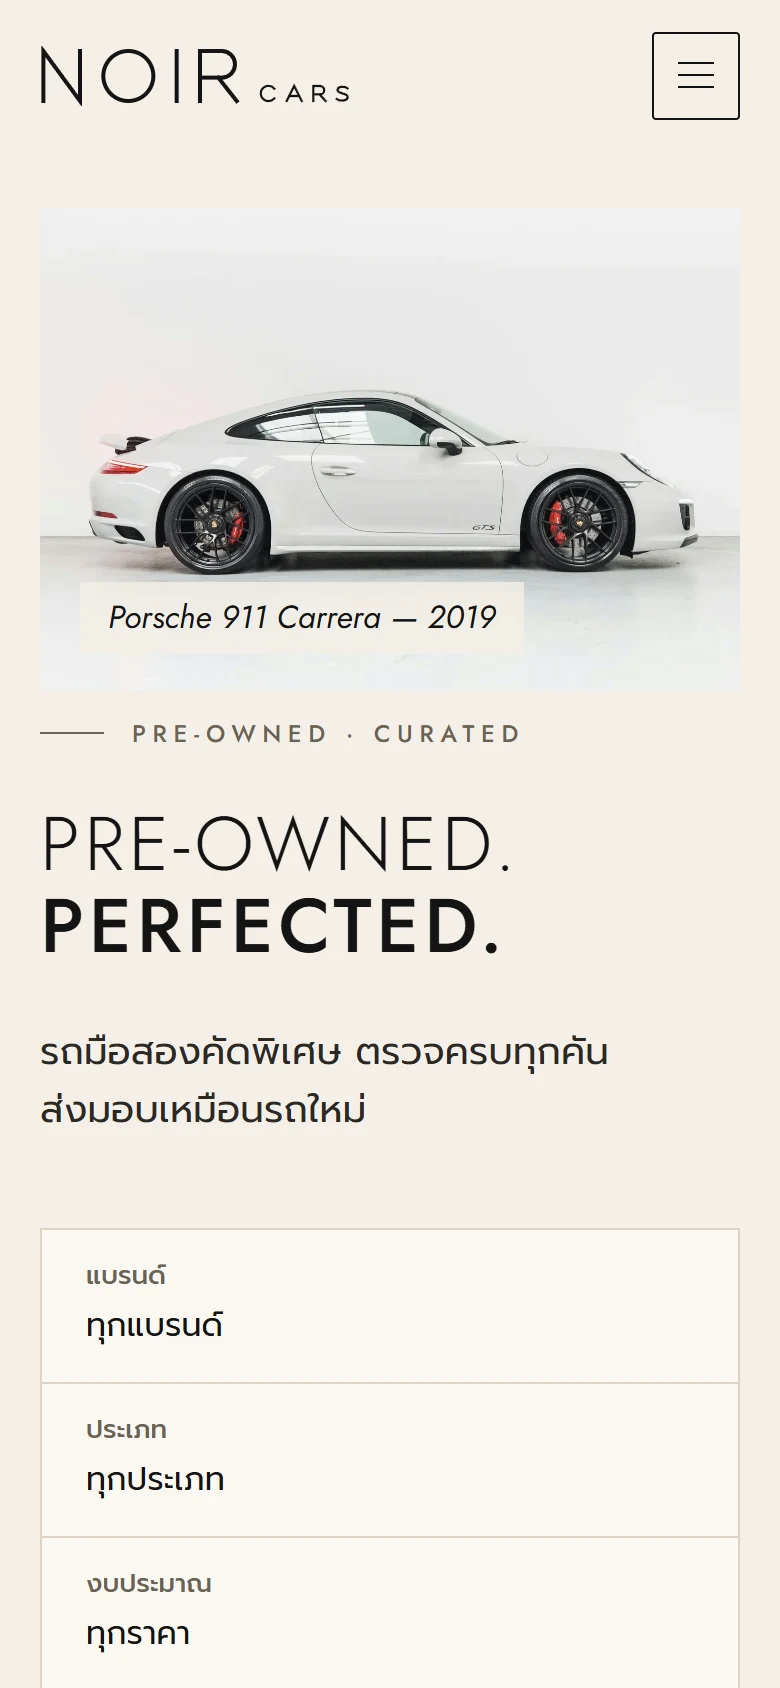 NOIR CARS
GTS
Porsche 911 Carrera — 2019
PRE-OWNED · CURATED
PRE-OWNED.
PERFECTED.
รถมือสองคัดพิเศษ ตรวจครบทุกคัน
ส่งมอบเหมือนรถใหม่
แบรนด์
ทุกแบรนด์
ประเภท
ทุกประเภท
งบประมาณ
ทุกราคา